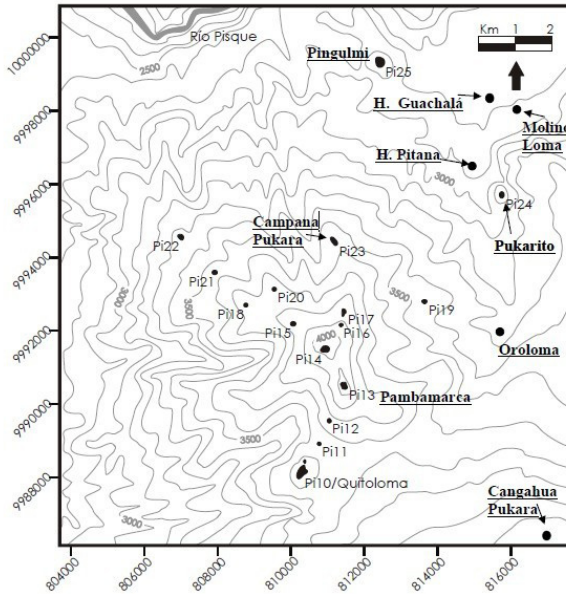 10000000
9998000
9996000
9994000
9992000
9990000
9988000
804000
806000
808000
810000
812000
814000
816000
Río Pisque
2500
Km 1 2
Pingulmi
Pi25
H. Guachalá
Molino
Loma
H. Pitana
3000
Pi24
Pukarito
Campana
Pukara
Pi23
Pi22
Pi21
Pi20
Pi18
Pi15
Pi17
Pi16
4000
Pi14
3500
Pi19
Oroloma
3000
3500
Pi13
Pambamarca
Pi12
3500
Pi11
Pi10/Quitoloma
3000
Cangahua
Pukara